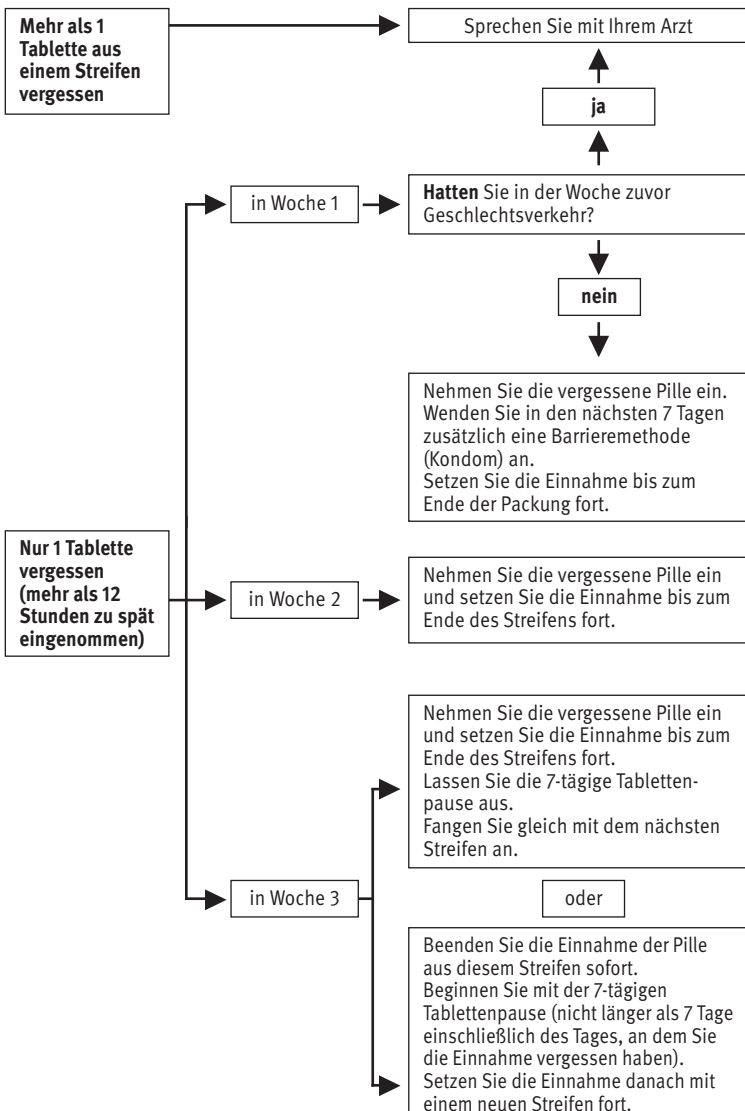 Mehr als 1
Tablette aus
einem Streifen
vergessen
Sprechen Sie mit Ihrem Arzt
ja
in Woche 1
Hatten Sie in der Woche zuvor
Geschlechtsverkehr?
nein
Nehmen Sie die vergessene Pille ein.
Wenden Sie in den nächsten 7 Tagen
zusätzlich eine Barrieremethode
(Kondom) an.
Setzen Sie die Einnahme bis zum
Ende der Packung fort.
Nur 1 Tablette
vergessen
(mehr als 12
Stunden zu spät
eingenommen)
in Woche 2
Nehmen Sie die vergessene Pille ein
und setzen Sie die Einnahme bis zum
Ende des Streifens fort.
in Woche 3
Nehmen Sie die vergessene Pille ein
und setzen Sie die Einnahme bis zum
Ende des Streifens fort.
Lassen Sie die 7-tägige Tabletten-
pause aus.
Fangen Sie gleich mit dem nächsten
Streifen an.
oder
Beenden Sie die Einnahme der Pille
aus diesem Streifen sofort.
Beginnen Sie mit der 7-tägigen
Tablettenpause (nicht länger als 7 Tage
einschließlich des Tages, an dem Sie
die Einnahme vergessen haben).
Setzen Sie die Einnahme danach mit
einem neuen Streifen fort.